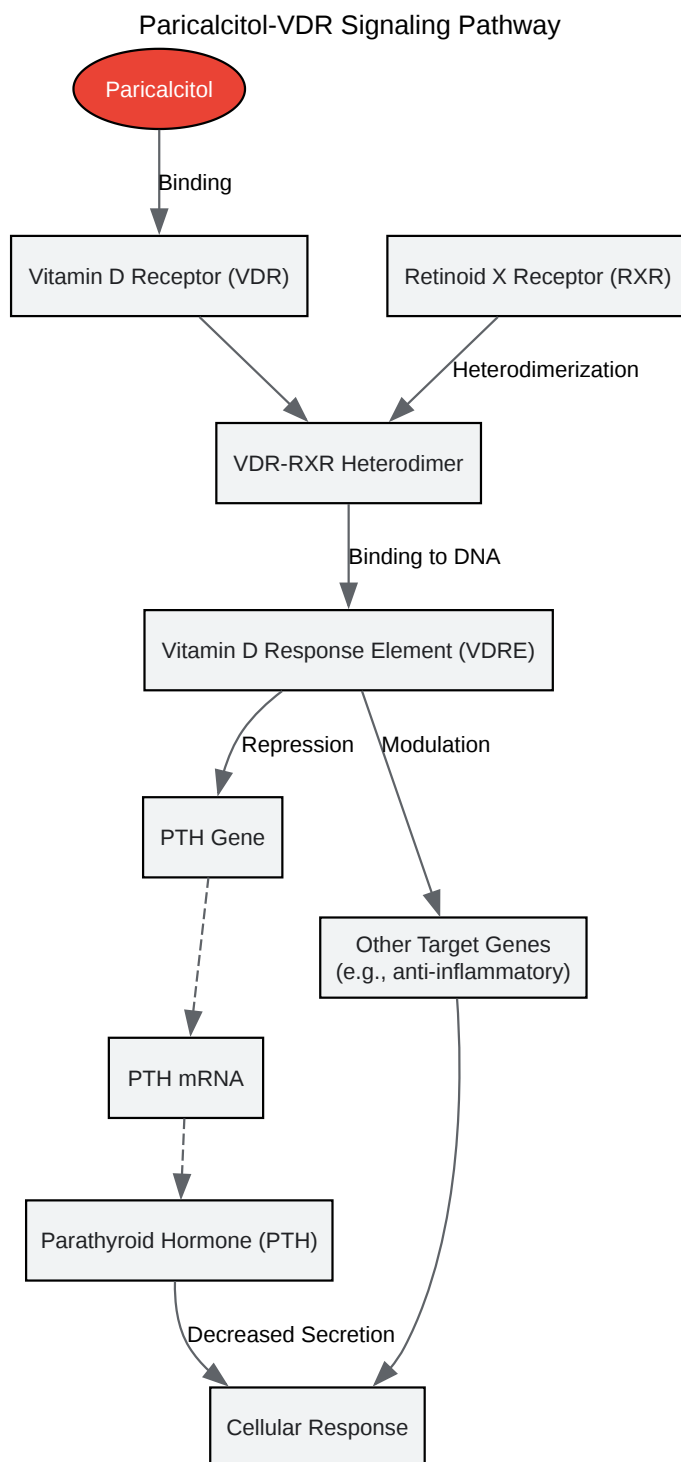 Paricalcitol-VDR Signaling Pathway
Paricalcitol
Binding
Vitamin D Receptor (VDR)
Retinoid X Receptor (RXR)
Heterodimerization
VDR-RXR Heterodimer
Binding to DNA
Vitamin D Response Element (VDRE)
Repression
Modulation
PTH Gene
Other Target Genes
(e.g., anti-inflammatory)
PTH mRNA
Parathyroid Hormone (PTH)
Decreased Secretion
Cellular Response